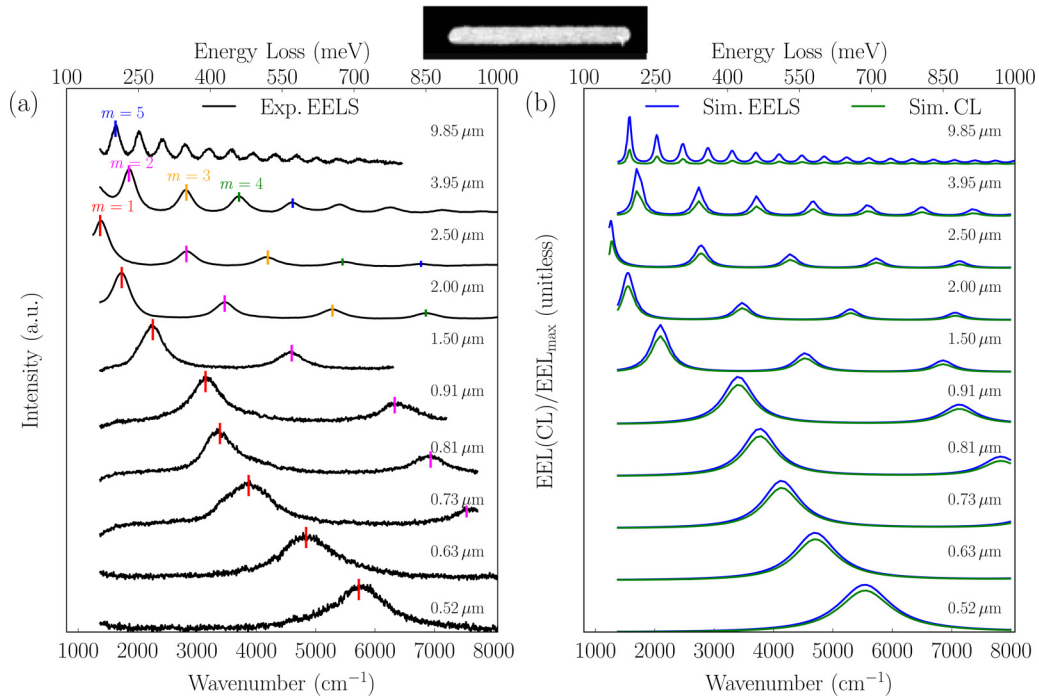 Energy Loss (meV)
100 250 400 550 700 850 1000
(a)
Exp. EELS
m = 5
9.85 μm
m = 2
m = 3
m = 4
3.95 μm
m = 1
2.50 μm
2.00 μm
1.50 μm
0.91 μm
0.81 μm
0.73 μm
0.63 μm
0.52 μm
Intensity (a.u.)
1000 2000 3000 4000 5000 6000 7000 8000
Wavenumber (cm⁻¹)
Energy Loss (meV)
100 250 400 550 700 850 1000
(b)
Sim. EELS
Sim. CL
9.85 μm
3.95 μm
2.50 μm
2.00 μm
1.50 μm
0.91 μm
0.81 μm
0.73 μm
0.63 μm
0.52 μm
EEL(CL)/EELmax (unitless)
1000 2000 3000 4000 5000 6000 7000 8000
Wavenumber (cm⁻¹)